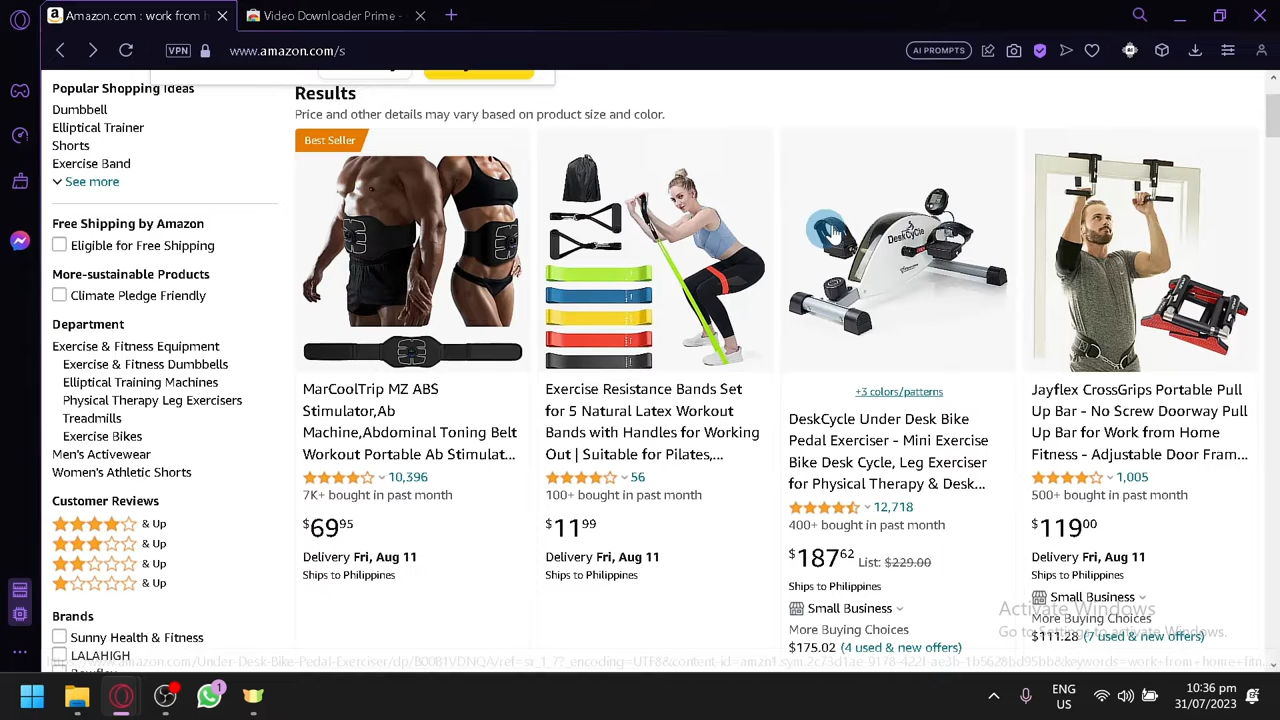 Amazon.com : work from h
Video Downloader Prime -
VPN
www.amazon.com/s
AI PROMPTS
Popular Shopping Ideas
Dumbbell
Elliptical Trainer
Shorts
Exercise Band
See more
Free Shipping by Amazon
Eligible for Free Shipping
More-sustainable Products
Climate Pledge Friendly
Department
Exercise & Fitness Equipment
Exercise & Fitness Dumbbells
Elliptical Training Machines
Physical Therapy Leg Exercisers
Treadmills
Exercise Bikes
Men's Activewear
Women's Athletic Shorts
Customer Reviews
& Up
& Up
& Up
& Up
Brands
Sunny Health & Fitness
LALAHIGH
Results
Price and other details may vary based on product size and color.
Best Seller
MarCoolTrip MZ ABS
Stimulator,Ab
Machine,Abdominal Toning Belt
Workout Portable Ab Stimulat...
10,396
7K+ bought in past month
$69.95
Delivery Fri, Aug 11
Ships to Philippines
Exercise Resistance Bands Set
for 5 Natural Latex Workout
Bands with Handles for Working
Out | Suitable for Pilates,...
56
100+ bought in past month
$11.99
Delivery Fri, Aug 11
Ships to Philippines
DeskCycle
+3 colors/patterns
DeskCycle Under Desk Bike
Pedal Exerciser - Mini Exercise
Bike Desk Cycle, Leg Exerciser
for Physical Therapy & Desk...
12,718
400+ bought in past month
$187.62 List: $229.00
Ships to Philippines
Small Business
More Buying Choices
$175.02 (4 used & new offers)
Jayflex CrossGrips Portable Pull
Up Bar - No Screw Doorway Pull
Up Bar for Work from Home
Fitness - Adjustable Door Fram...
1,005
500+ bought in past month
$119.00
Delivery Fri, Aug 11
Ships to Philippines
Small Business
More Buying Choices
$111.28 (7 used & new offers)
Activate Windows
Go to Settings to activate Windows.
1
ENG
US
10:36 pm
31/07/2023